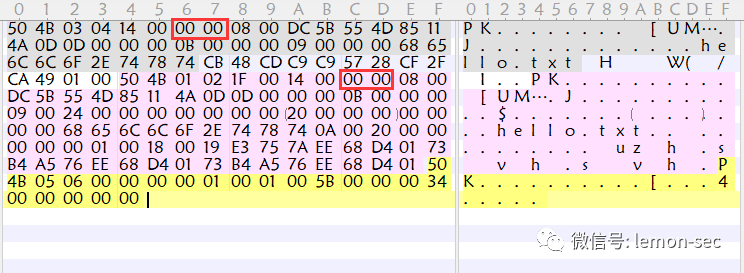 0 1 2 3 4 5 6 7 8 9 A B C D E F 0 1 2 3 4 5 6 7 8 9 A B C D E F
50 4B 03 04 14 00 00 00 08 00 DC 5B 55 4D 85 11 PK.........[UM...
4A 0D 0D 00 00 00 0B 00 00 00 09 00 00 00 68 65 J.............he
6C 6C 6F 2E 74 78 74 CB 48 CD C9 C9 57 28 CF 2F llo.txt H W(/
CA 49 01 00 50 4B 01 02 1F 00 14 00 00 00 08 00 I..PK...........
DC 5B 55 4D 85 11 4A 0D 0D 00 00 00 0B 00 00 00 [UM...J.........
09 00 24 00 00 00 00 00 00 00 20 00 00 00 00 00 ..$.......
00 00 68 65 6C 6C 6F 2E 74 78 74 0A 00 20 00 00 ..hello.txt..
00 00 00 01 00 18 00 19 E3 75 7A EE 68 D4 01 73 ........uz h.s
B4 A5 76 EE 68 D4 01 73 B4 A5 76 EE 68 D4 01 50 v h.s v h.P
4B 05 06 00 00 00 00 01 00 01 00 5B 00 00 00 34 K..........[...4
00 00 00 00 00 .....
微信号: lemon-sec